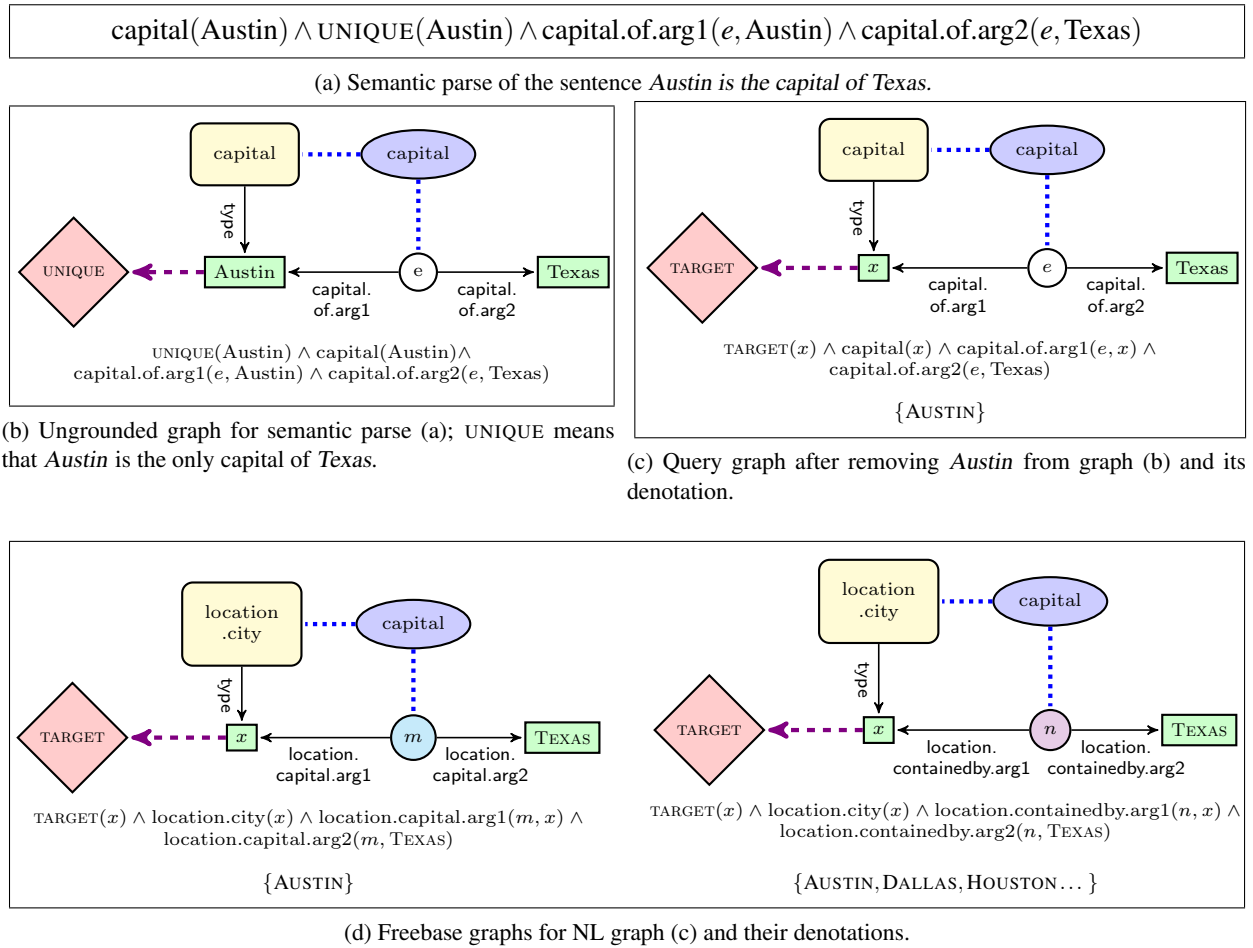 capital(Austin) ∧ UNIQUE(Austin) ∧ capital.of.arg1(e, Austin) ∧ capital.of.arg2(e, Texas)
(a) Semantic parse of the sentence Austin is the capital of Texas.
capital
capital
type
UNIQUE
Austin
e
Texas
capital.
of.arg1
capital.
of.arg2
UNIQUE(Austin) ∧ capital(Austin)∧
capital.of.arg1(e, Austin) ∧ capital.of.arg2(e, Texas)
(b) Ungrounded graph for semantic parse (a); UNIQUE means
that Austin is the only capital of Texas.
capital
capital
type
TARGET
x
e
Texas
capital.
of.arg1
capital.
of.arg2
TARGET(x) ∧ capital(x) ∧ capital.of.arg1(e, x) ∧
capital.of.arg2(e, Texas)
{AUSTIN}
(c) Query graph after removing Austin from graph (b) and its
denotation.
location
.city
capital
type
TARGET
x
m
TEXAS
location.
capital.arg1
location.
capital.arg2
TARGET(x) ∧ location.city(x) ∧ location.capital.arg1(m, x) ∧
location.capital.arg2(m, TEXAS)
{AUSTIN}
location
.city
capital
type
TARGET
x
n
TEXAS
location.
containedby.arg1
location.
containedby.arg2
TARGET(x) ∧ location.city(x) ∧ location.containedby.arg1(n, x) ∧
location.containedby.arg2(n, TEXAS)
{AUSTIN, DALLAS, HOUSTON... }
(d) Freebase graphs for NL graph (c) and their denotations.